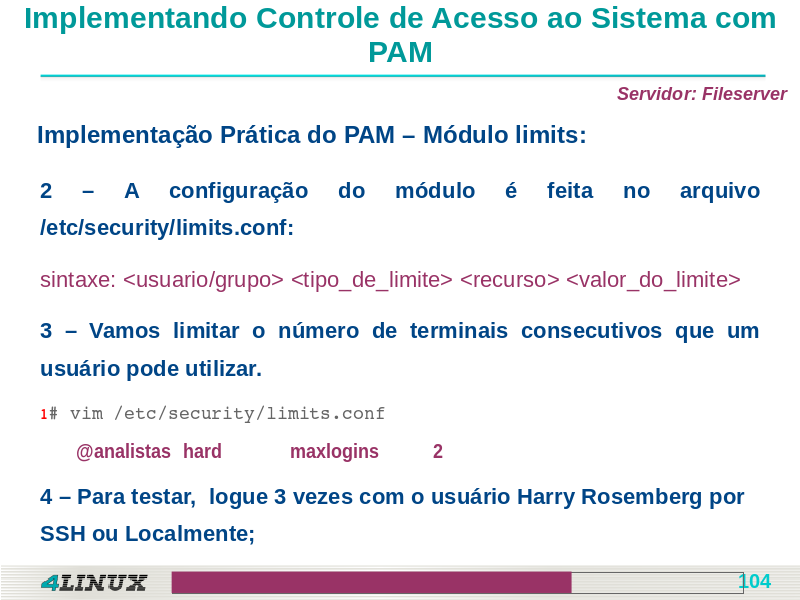 Implementando Controle de Acesso ao Sistema com
PAM
Servidor: Fileserver
Implementação Prática do PAM – Módulo limits:
2 – A configuração do módulo é feita no arquivo
/etc/security/limits.conf:
sintaxe: <usuario/grupo> <tipo_de_limite> <recurso> <valor_do_limite>
3 – Vamos limitar o número de terminais consecutivos que um
usuário pode utilizar.
1# vim /etc/security/limits.conf
@analistas hard maxlogins 2
4 – Para testar, logue 3 vezes com o usuário Harry Rosemberg por
SSH ou Localmente;
4LINUX
104